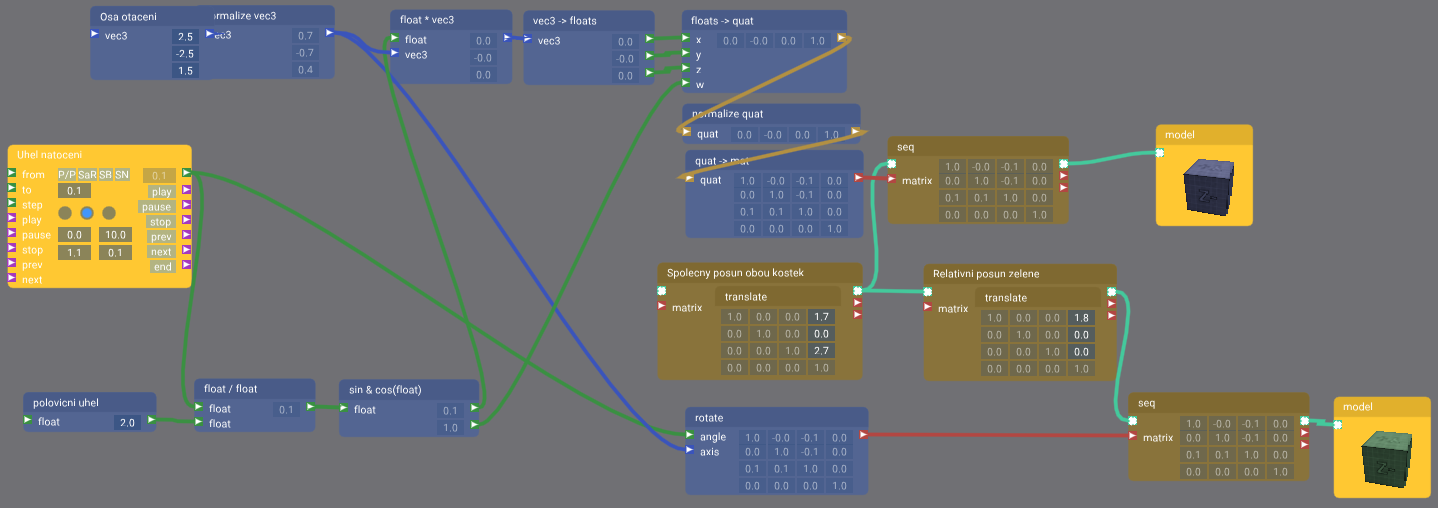 Osa otaceni
vec3
2.5
-2.5
1.5
rmalize vec3
ec3
0.7
-0.7
0.4
float * vec3
float 0.0
vec3 -0.0
0.0
vec3 -> floats
vec3 0.0
-0.0
0.0
floats -> quat
x 0.0 -0.0 0.0 1.0
y
z
w
normalize quat
quat 0.0 -0.0 0.0 1.0
quat -> mat
quat 1.0 -0.0 -0.1 0.0
0.0 1.0 -0.1 0.0
0.1 0.1 1.0 0.0
0.0 0.0 0.0 1.0
seq
matrix
1.0 -0.0 -0.1 0.0
0.0 1.0 -0.1 0.0
0.1 0.1 1.0 0.0
0.0 0.0 0.0 1.0
model
Z-
Uhel natoceni
from P/P SaR SB SN 0.1
to 0.1 play
step pause
play stop
pause 0.0 10.0 prev
stop 1.1 0.1 next
prev end
next
Spolecny posun obou kostek
matrix
translate
1.0 0.0 0.0 1.7
0.0 1.0 0.0 0.0
0.0 0.0 1.0 2.7
0.0 0.0 0.0 1.0
Relativni posun zelene
matrix
translate
1.0 0.0 0.0 1.8
0.0 1.0 0.0 0.0
0.0 0.0 1.0 0.0
0.0 0.0 0.0 1.0
polovicni uhel
float 2.0
float / float
float 0.1
float
sin & cos(float)
float 0.1
1.0
rotate
angle
axis
1.0 -0.0 -0.1 0.0
0.0 1.0 -0.1 0.0
0.1 0.1 1.0 0.0
0.0 0.0 0.0 1.0
seq
matrix
1.0 -0.0 -0.1 0.0
0.0 1.0 -0.1 0.0
0.1 0.1 1.0 0.0
0.0 0.0 0.0 1.0
model
Z-